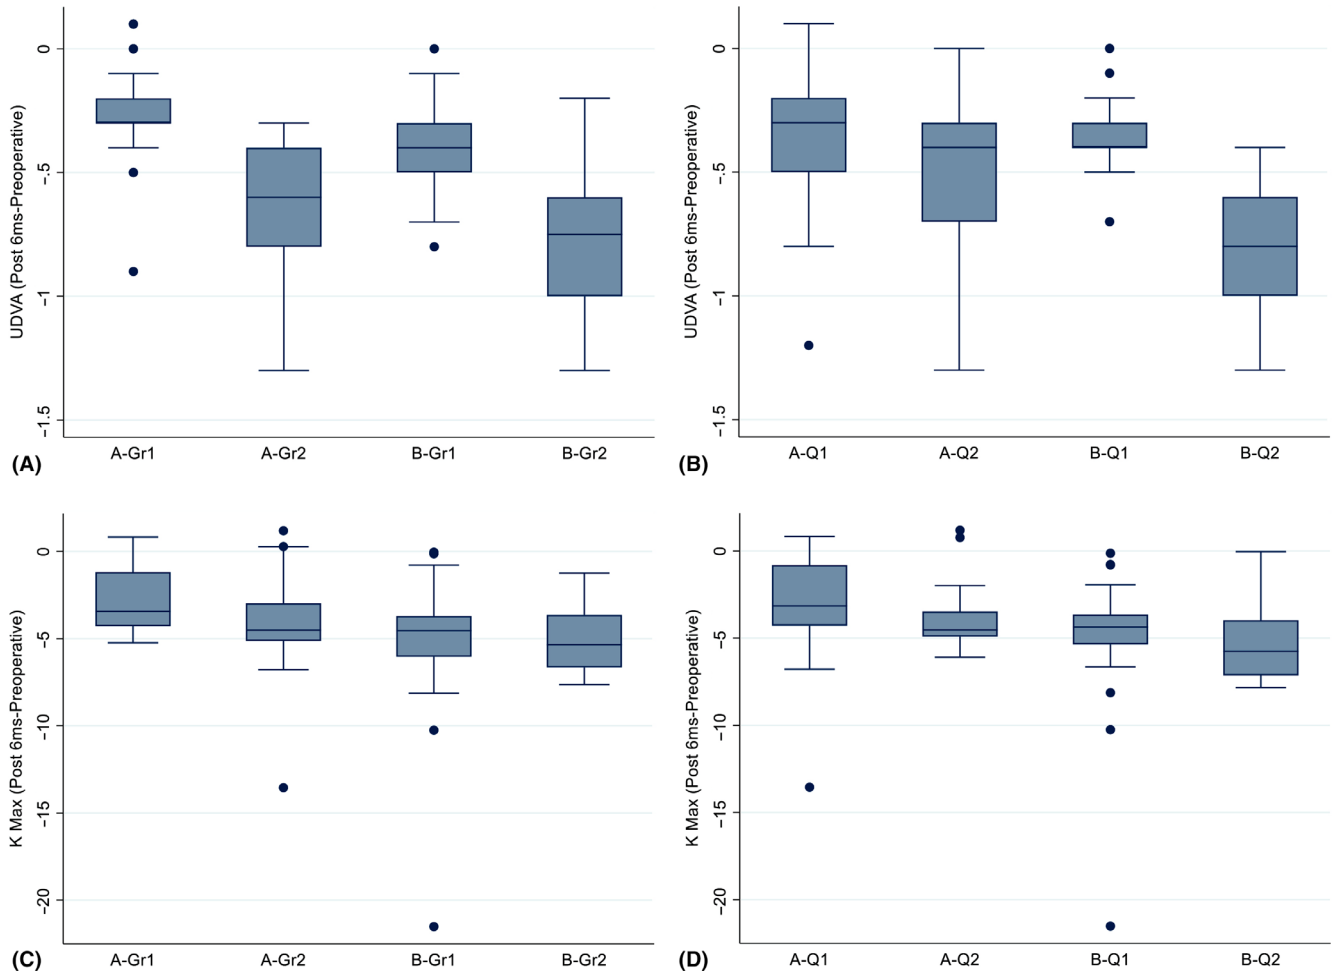 UDVA (Post 6ms-Preoperative)
0
-.5
-1
-1.5
A-Gr1 A-Gr2 B-Gr1 B-Gr2
(A)
UDVA (Post 6ms-Preoperative)
0
-.5
-1
-1.5
A-Q1 A-Q2 B-Q1 B-Q2
(B)
K Max (Post 6ms-Preoperative)
0
-5
-10
-15
-20
A-Gr1 A-Gr2 B-Gr1 B-Gr2
(C)
K Max (Post 6ms-Preoperative)
0
-5
-10
-15
-20
A-Q1 A-Q2 B-Q1 B-Q2
(D)